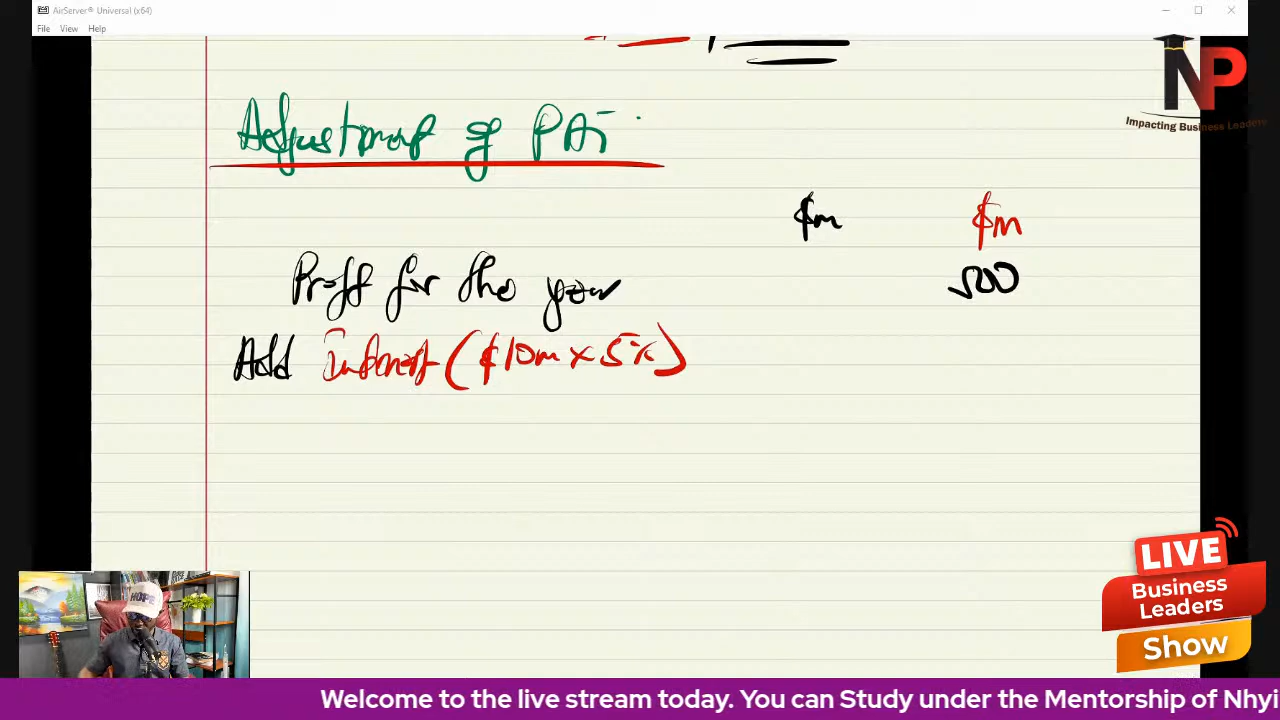 AirServer® Universal (x64)
File View Help
NP
Impacting Business Leaders
Adjustment of PAT
$m $m
Profit for the year 500
Add Interest ($10m x 5%)
HOPE
LIVE
Business
Leaders
Show
Welcome to the live stream today. You can Study under the Mentorship of Nhyi